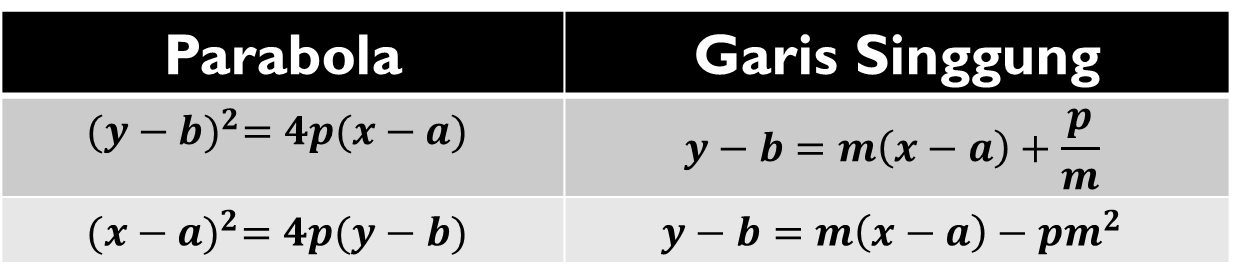 Parabola Garis Singgung
(y − b)²= 4p(x − a) y − b = m(x − a) + p/m
(x − a)²= 4p(y − b) y − b = m(x − a) − pm²